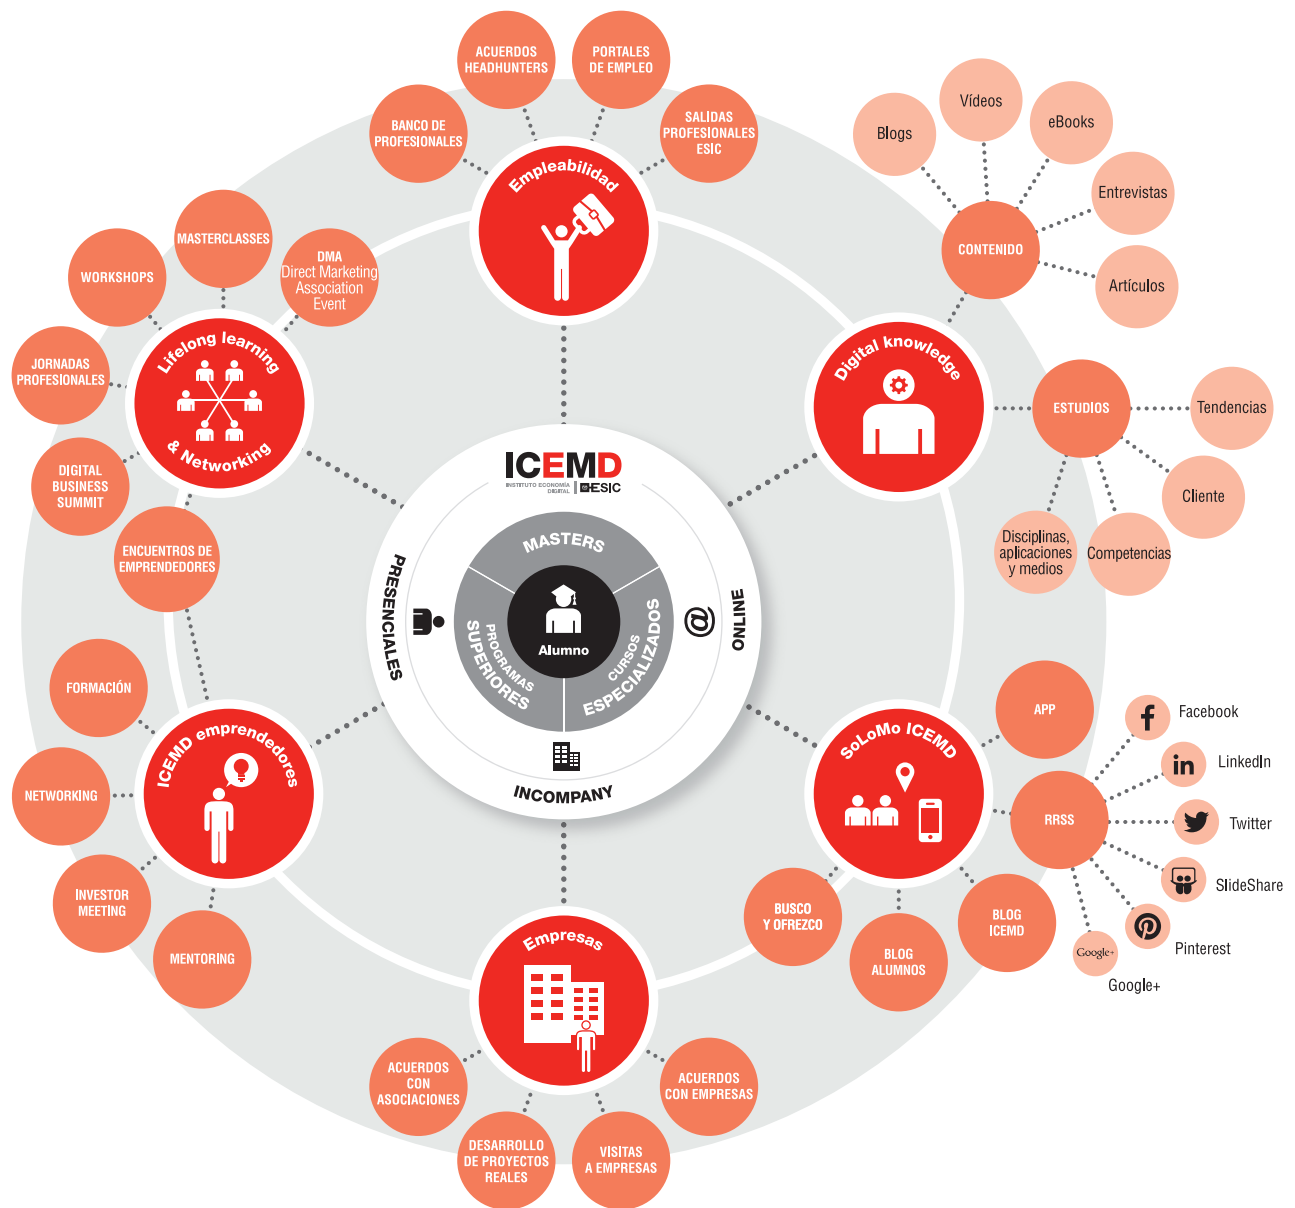 ACUERDOS
HEADHUNTERS
PORTALES
DE EMPLEO
BANCO DE
PROFESIONALES
SALIDAS
PROFESIONALES
ESIC
Empleabilidad
Blogs
Vídeos
eBooks
Entrevistas
Artículos
CONTENIDO
MASTERCLASSES
WORKSHOPS
DMA
Direct Marketing
Association
Event
JORNADAS
PROFESIONALES
Lifelong learning
& Networking
DIGITAL
BUSINESS
SUMMIT
ENCUENTROS DE
EMPRENDEDORES
Digital knowledge
ESTUDIOS
Tendencias
Cliente
Competencias
Disciplinas,
aplicaciones
y medios
ICEMD
INSTITUTO ECONOMÍA
DIGITAL
ESIC
PRESENCIALES
ONLINE
@
INCOMPANY
MASTERS
PROGRAMAS
SUPERIORES
CURSOS
ESPECIALIZADOS
Alumno
FORMACIÓN
NETWORKING
INVESTOR
MEETING
MENTORING
ICEMD emprendedores
SoLoMo ICEMD
APP
RRSS
f
Facebook
in
LinkedIn
Twitter
SlideShare
Pinterest
Google+
Google+
BLOG
ICEMD
BLOG
ALUMNOS
BUSCO
Y OFREZCO
Empresas
ACUERDOS
CON
ASOCIACIONES
DESARROLLO
DE PROYECTOS
REALES
VISITAS
A EMPRESAS
ACUERDOS
CON EMPRESAS